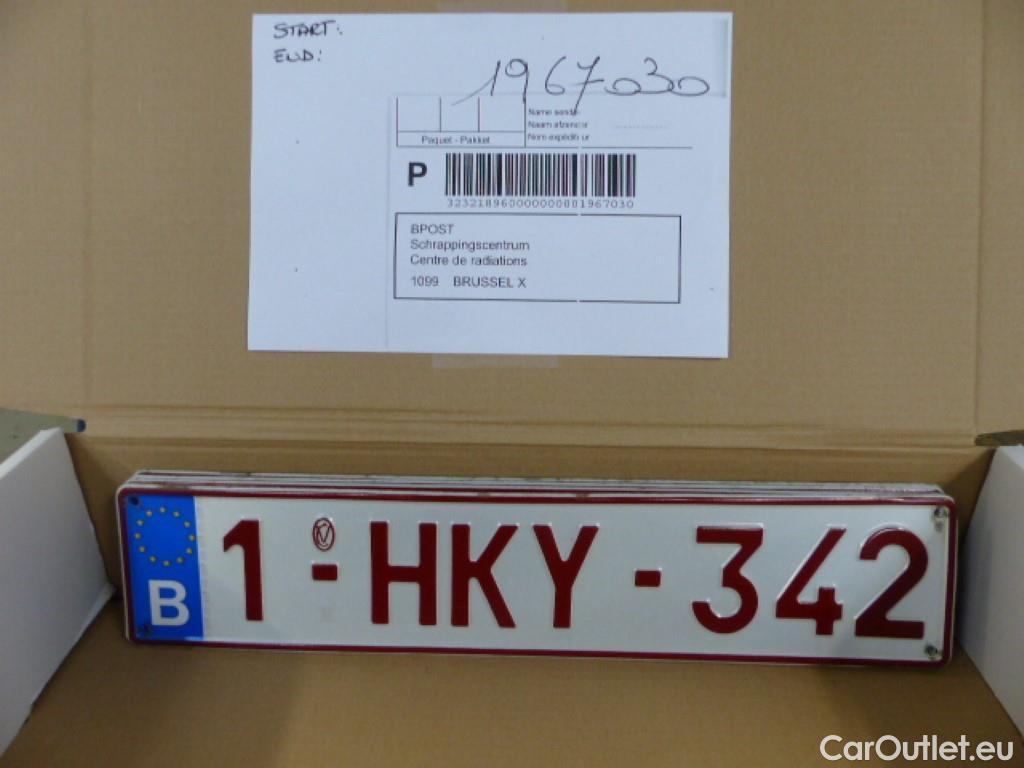 START:
END:
1967030
Name sender
Naam afzender
Nom expéditeur
Paquet - Pakket
P
32321896000000000001967030
BPOST
Schrappingscentrum
Centre de radiations
1099 BRUSSEL X
B 1-HKY-342
CarOutlet.eu